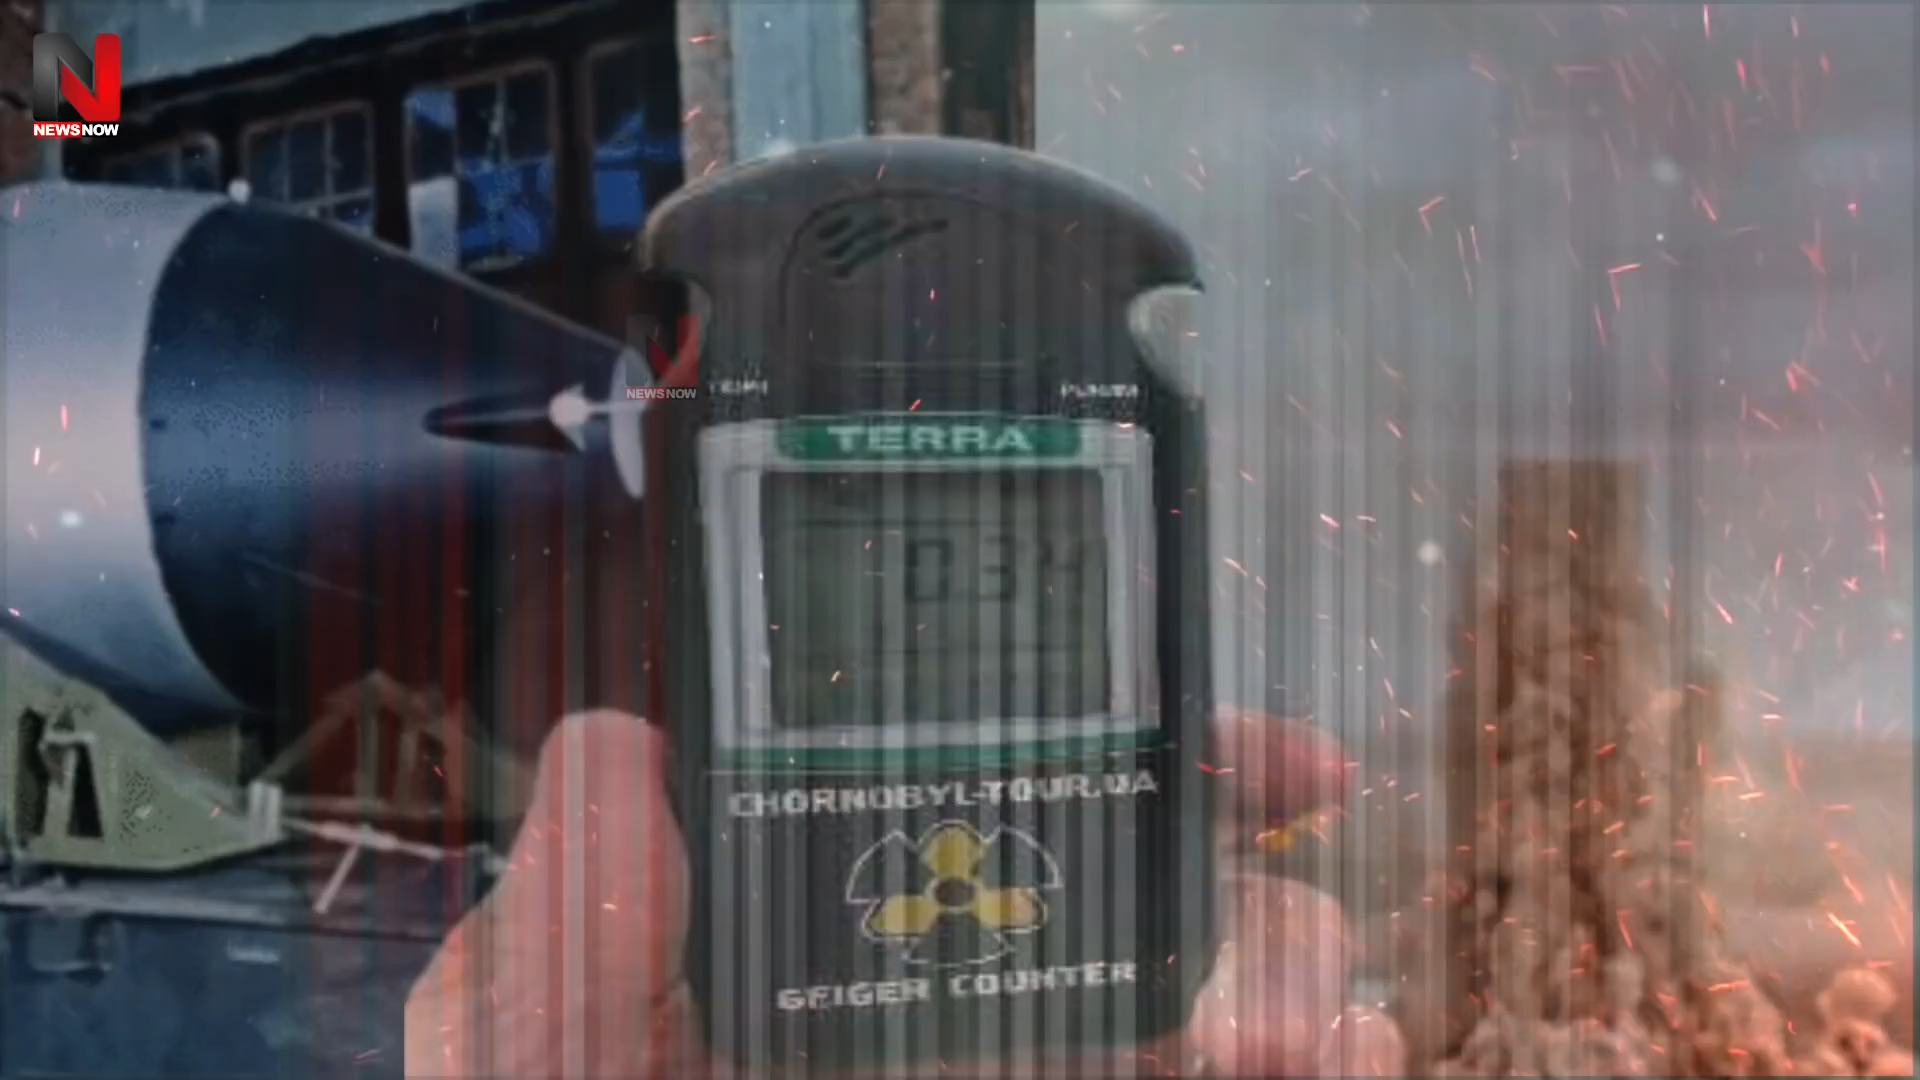 NEWSNOW
NEWSNOW
TERRA
CHORNOBYL-TOUR.UA
GEIGER COUNTER